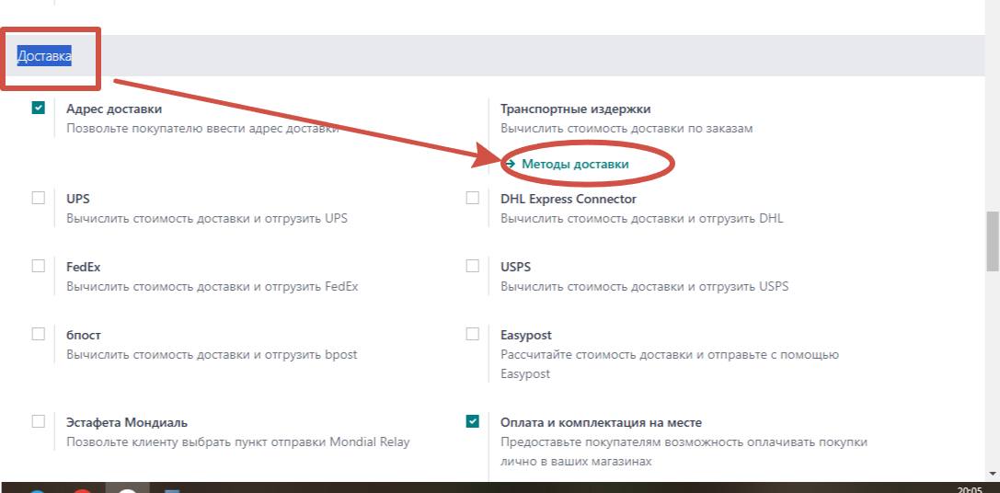 Доставка
Адрес доставки
Позвольте покупателю ввести адрес доставки
Транспортные издержки
Вычислить стоимость доставки по заказам
Методы доставки
UPS
Вычислить стоимость доставки и отгрузить UPS
DHL Express Connector
Вычислить стоимость доставки и отгрузить DHL
FedEx
Вычислить стоимость доставки и отгрузить FedEx
USPS
Вычислить стоимость доставки и отгрузить USPS
бпост
Вычислить стоимость доставки и отгрузить bpost
Easypost
Рассчитайте стоимость доставки и отправьте с помощью
Easypost
Эстафета Мондиаль
Позвольте клиенту выбрать пункт отправки Mondial Relay
Оплата и комплектация на месте
Предоставьте покупателям возможность оплачивать покупки
лично в ваших магазинах
20:05